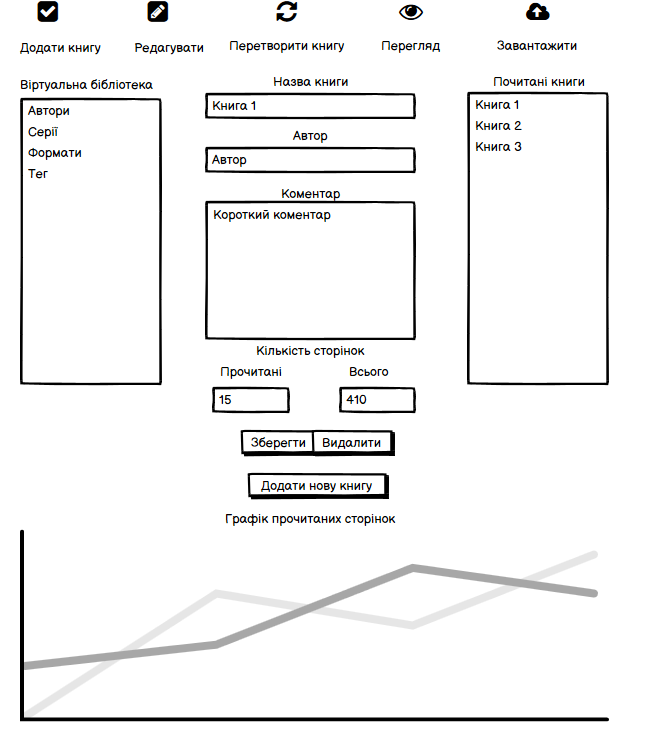 Додати книгу
Редагувати
Перетворити книгу
Перегляд
Завантажити
Віртуальна бібліотека
Автори
Серії
Формати
Тег
Назва книги
Книга 1
Автор
Автор
Коментар
Короткий коментар
Кількість сторінок
Прочитані
Всього
15
410
Зберегти
Видалити
Додати нову книгу
Почитані книги
Книга 1
Книга 2
Книга 3
Графік прочитаних сторінок